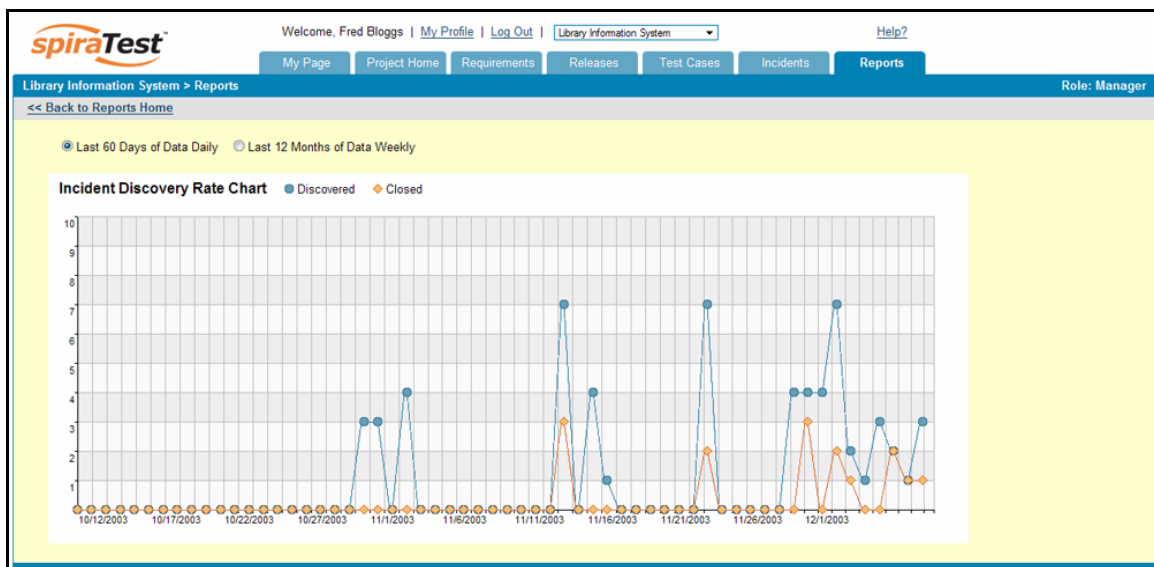 spiraTest™
Welcome, Fred Bloggs | My Profile | Log Out | Library Information System Help?
My Page Project Home Requirements Releases Test Cases Incidents Reports
Library Information System > Reports Role: Manager
<< Back to Reports Home
Last 60 Days of Data Daily Last 12 Months of Data Weekly
Incident Discovery Rate Chart Discovered Closed
10
9
8
7
6
5
4
3
2
1
10/12/2003 10/17/2003 10/22/2003 10/27/2003 11/1/2003 11/6/2003 11/11/2003 11/16/2003 11/21/2003 11/26/2003 12/1/2003